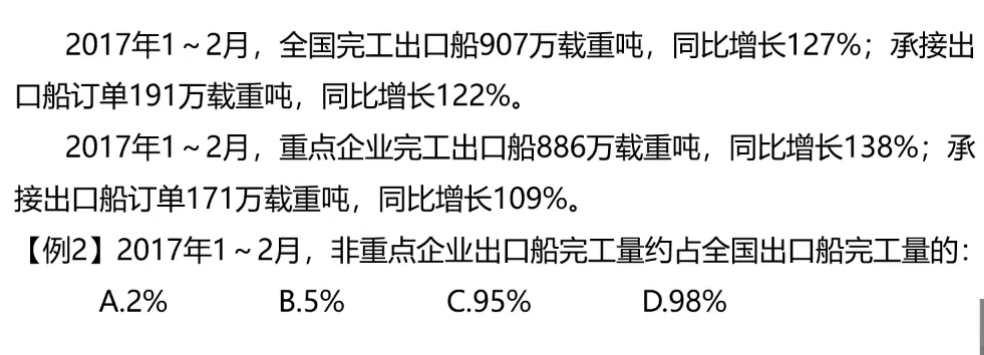 2017年1～2月，全国完工出口船907万载重吨，同比增长127%；承接出
口船订单191万载重吨，同比增长122%。
2017年1～2月，重点企业完工出口船886万载重吨，同比增长138%；承
接出口船订单171万载重吨，同比增长109%。
【例2】2017年1～2月，非重点企业出口船完工量约占全国出口船完工量的：
A.2% B.5% C.95% D.98%